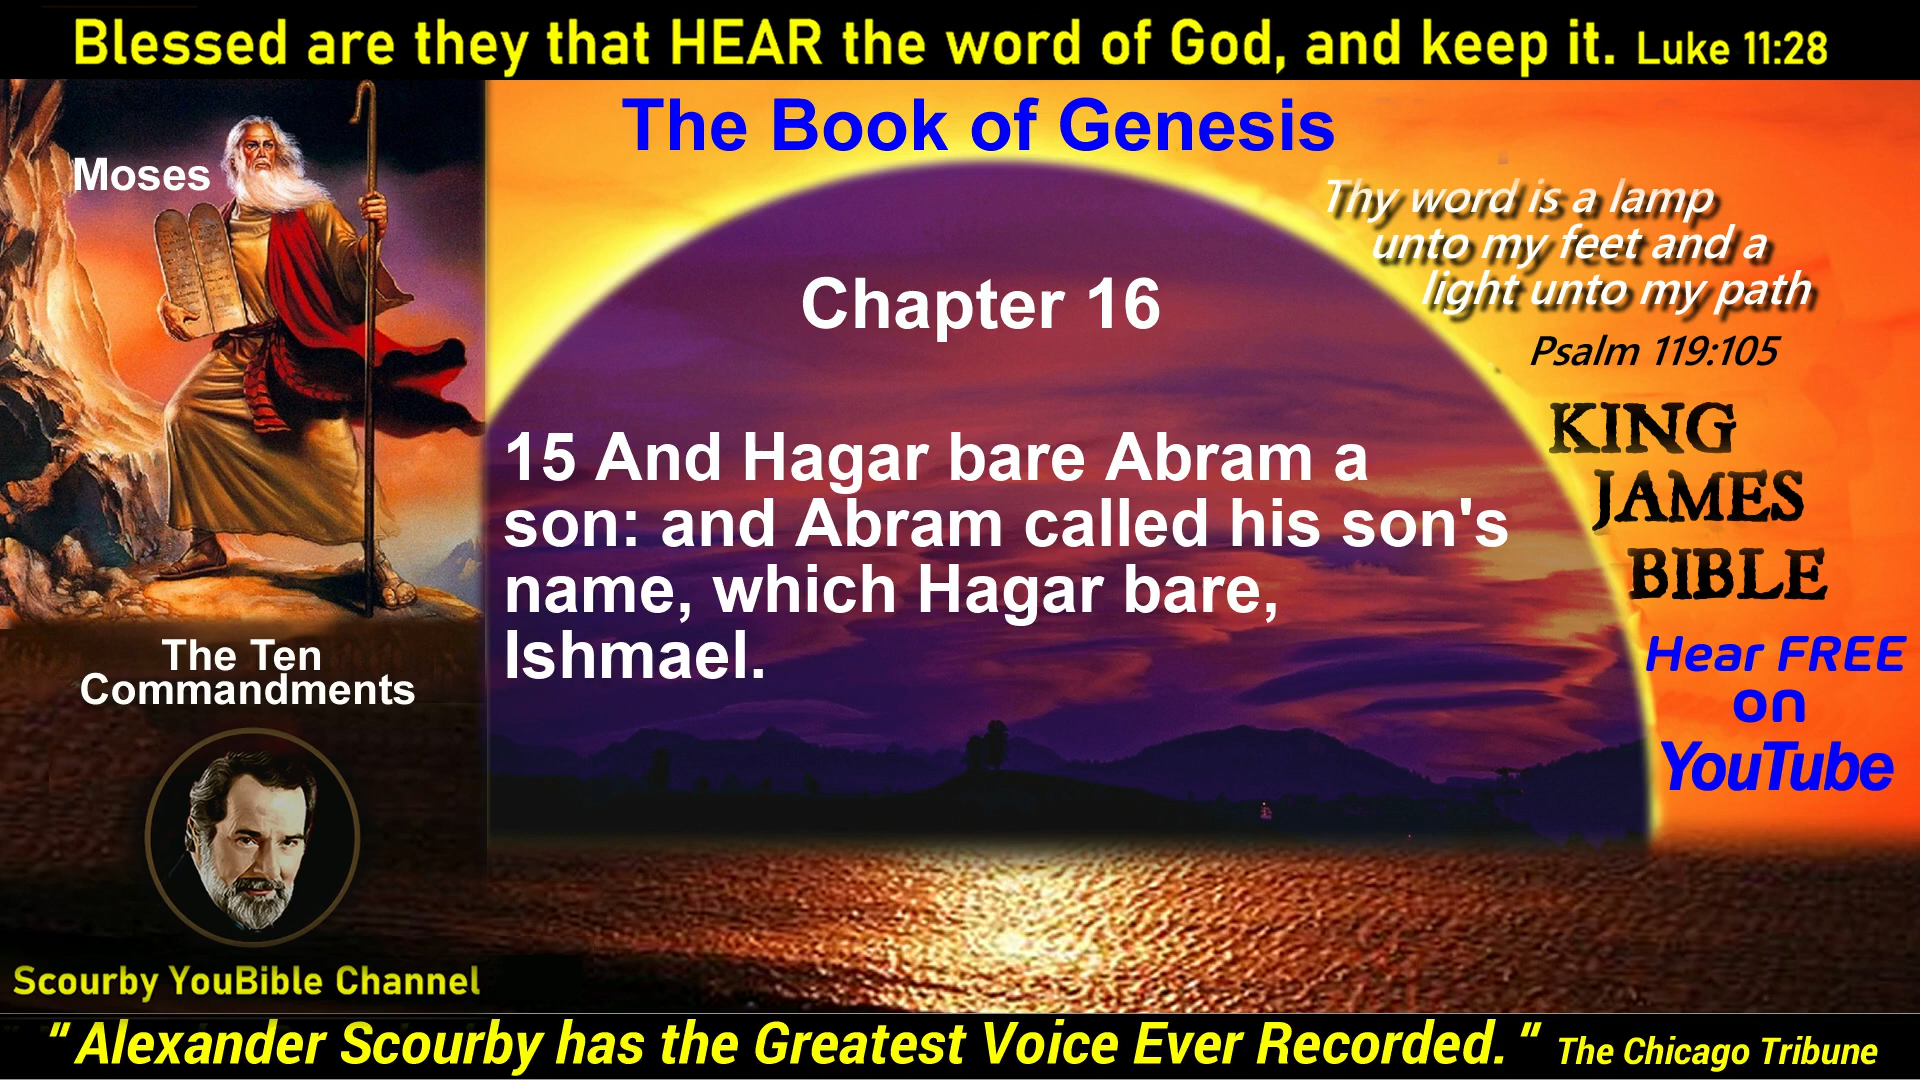 Blessed are they that HEAR the word of God, and keep it. Luke 11:28
The Book of Genesis
Moses
Thy word is a lamp
unto my feet and a
light unto my path
Psalm 119:105
Chapter 16
KING
JAMES
BIBLE
15 And Hagar bare Abram a
son: and Abram called his son's
name, which Hagar bare,
Ishmael.
Hear FREE
on
YouTube
The Ten
Commandments
Scourby YouBible Channel
"Alexander Scourby has the Greatest Voice Ever Recorded." The Chicago Tribune